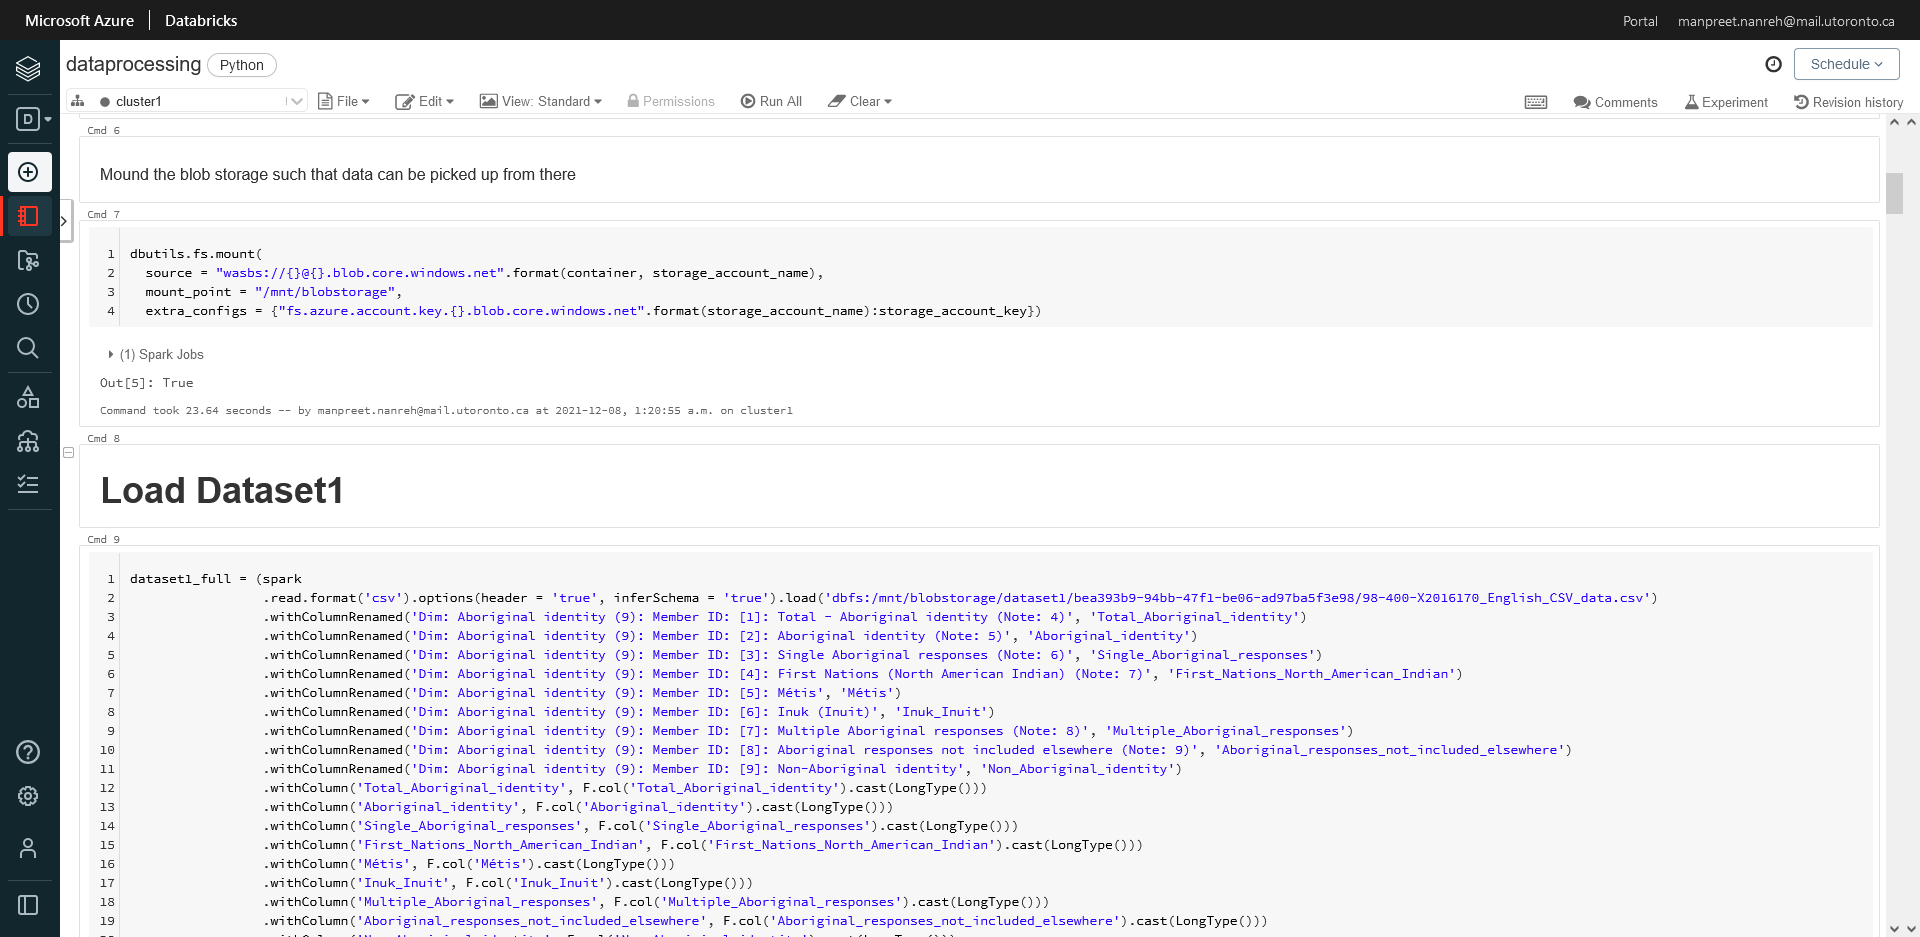 Microsoft Azure | Databricks
Portal manpreet.nanreh@mail.utoronto.ca
dataprocessing Python
Schedule
cluster1 File Edit View: Standard Permissions Run All Clear
Comments Experiment Revision history
D
Cmd 6
Mound the blob storage such that data can be picked up from there
Cmd 7
1 dbutils.fs.mount(
2 source = "wasbs://{}@{}.blob.core.windows.net".format(container, storage_account_name),
3 mount_point = "/mnt/blobstorage",
4 extra_configs = {"fs.azure.account.key.{}.blob.core.windows.net".format(storage_account_name):storage_account_key})
(1) Spark Jobs
Out[5]: True
Command took 23.64 seconds -- by manpreet.nanreh@mail.utoronto.ca at 2021-12-08, 1:20:55 a.m. on cluster1
Cmd 8
Load Dataset1
Cmd 9
1 dataset1_full = (spark
2 .read.format('csv').options(header = 'true', inferSchema = 'true').load('dbfs:/mnt/blobstorage/dataset1/bea393b9-94bb-47f1-be06-ad97ba5f3e98/98-400-X2016170_English_CSV_data.csv')
3 .withColumnRenamed('Dim: Aboriginal identity (9): Member ID: [1]: Total - Aboriginal identity (Note: 4)', 'Total_Aboriginal_identity')
4 .withColumnRenamed('Dim: Aboriginal identity (9): Member ID: [2]: Aboriginal identity (Note: 5)', 'Aboriginal_identity')
5 .withColumnRenamed('Dim: Aboriginal identity (9): Member ID: [3]: Single Aboriginal responses (Note: 6)', 'Single_Aboriginal_responses')
6 .withColumnRenamed('Dim: Aboriginal identity (9): Member ID: [4]: First Nations (North American Indian) (Note: 7)', 'First_Nations_North_American_Indian')
7 .withColumnRenamed('Dim: Aboriginal identity (9): Member ID: [5]: Métis', 'Métis')
8 .withColumnRenamed('Dim: Aboriginal identity (9): Member ID: [6]: Inuk (Inuit)', 'Inuk_Inuit')
9 .withColumnRenamed('Dim: Aboriginal identity (9): Member ID: [7]: Multiple Aboriginal responses (Note: 8)', 'Multiple_Aboriginal_responses')
10 .withColumnRenamed('Dim: Aboriginal identity (9): Member ID: [8]: Aboriginal responses not included elsewhere (Note: 9)', 'Aboriginal_responses_not_included_elsewhere')
11 .withColumnRenamed('Dim: Aboriginal identity (9): Member ID: [9]: Non-Aboriginal identity', 'Non_Aboriginal_identity')
12 .withColumn('Total_Aboriginal_identity', F.col('Total_Aboriginal_identity').cast(LongType()))
13 .withColumn('Aboriginal_identity', F.col('Aboriginal_identity').cast(LongType()))
14 .withColumn('Single_Aboriginal_responses', F.col('Single_Aboriginal_responses').cast(LongType()))
15 .withColumn('First_Nations_North_American_Indian', F.col('First_Nations_North_American_Indian').cast(LongType()))
16 .withColumn('Métis', F.col('Métis').cast(LongType()))
17 .withColumn('Inuk_Inuit', F.col('Inuk_Inuit').cast(LongType()))
18 .withColumn('Multiple_Aboriginal_responses', F.col('Multiple_Aboriginal_responses').cast(LongType()))
19 .withColumn('Aboriginal_responses_not_included_elsewhere', F.col('Aboriginal_responses_not_included_elsewhere').cast(LongType()))